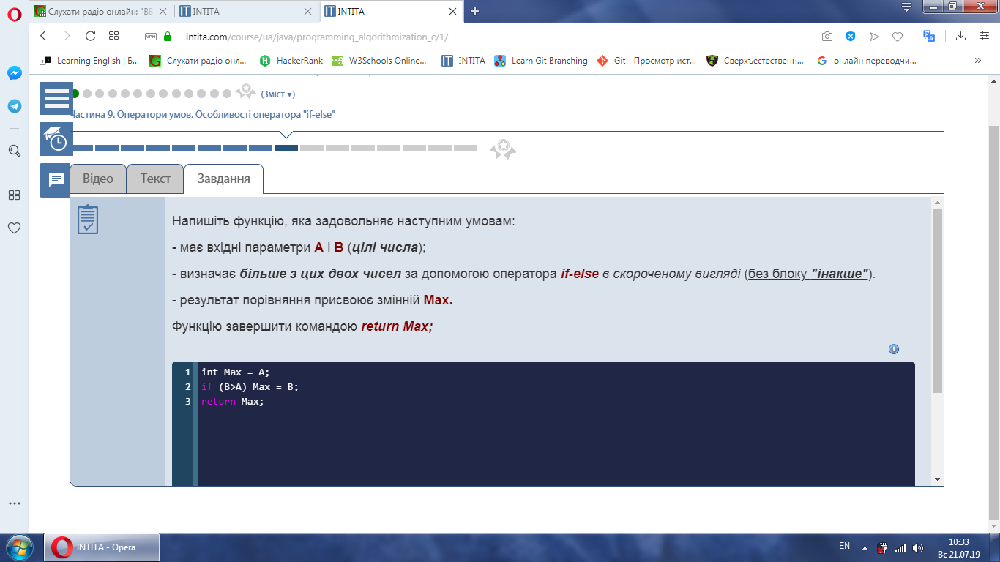 Слухати радіо онлайн: "ВЕ
INTITA
INTITA
VPN
intita.com/course/ua/java/programming_algorithmization_c/1/
Learning English | Б...
Слухати радіо онл...
HackerRank
W3Schools Online...
INTITA
Learn Git Branching
Git - Просмотр ист...
Сверхъестественн...
онлайн переводчи...
»
(Зміст ▾)
Частина 9. Оператори умов. Особливості оператора "if-else"
Відео
Текст
Завдання
Напишіть функцію, яка задовольняє наступним умовам:
- має вхідні параметри A і B (цілі числа);
- визначає більше з цих двох чисел за допомогою оператора if-else в скороченому вигляді (без блоку "інакше").
- результат порівняння присвоює змінній Max.
Функцію завершити командою return Max;
1 int Max = A;
2 if (B>A) Max = B;
3 return Max;
INTITA - Opera
EN
10:33
Вс 21.07.19